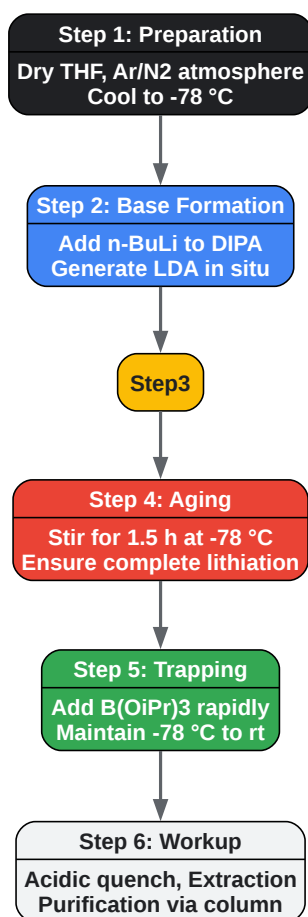 Step 1: Preparation
Dry THF, Ar/N2 atmosphere
Cool to -78 °C
Step 2: Base Formation
Add n-BuLi to DIPA
Generate LDA in situ
Step3
Step 4: Aging
Stir for 1.5 h at -78 °C
Ensure complete lithiation
Step 5: Trapping
Add B(OiPr)3 rapidly
Maintain -78 °C to rt
Step 6: Workup
Acidic quench, Extraction
Purification via column